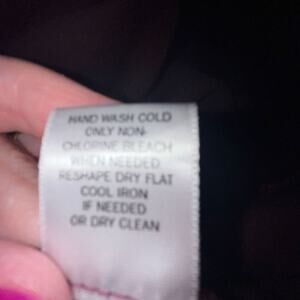 HAND WASH COLD
ONLY NON-
CHLORINE BLEACH
WHEN NEEDED
RESHAPE DRY FLAT
COOL IRON
IF NEEDED
OR DRY CLEAN